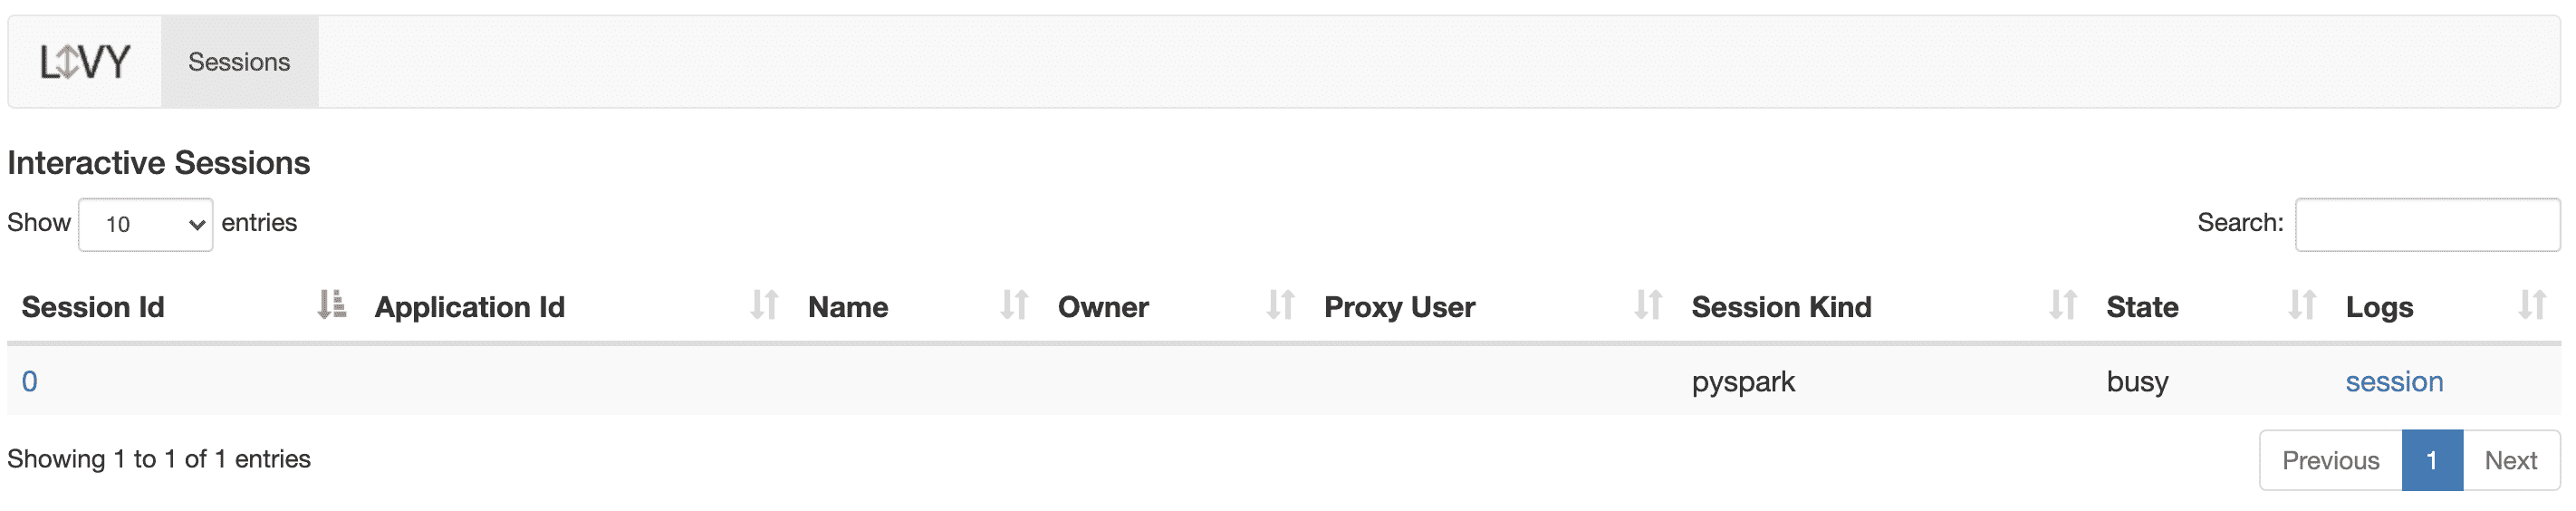 LIVY Sessions
Interactive Sessions
Show 10 entries Search:
Session Id Application Id Name Owner Proxy User Session Kind State Logs
0 pyspark busy session
Showing 1 to 1 of 1 entries Previous 1 Next